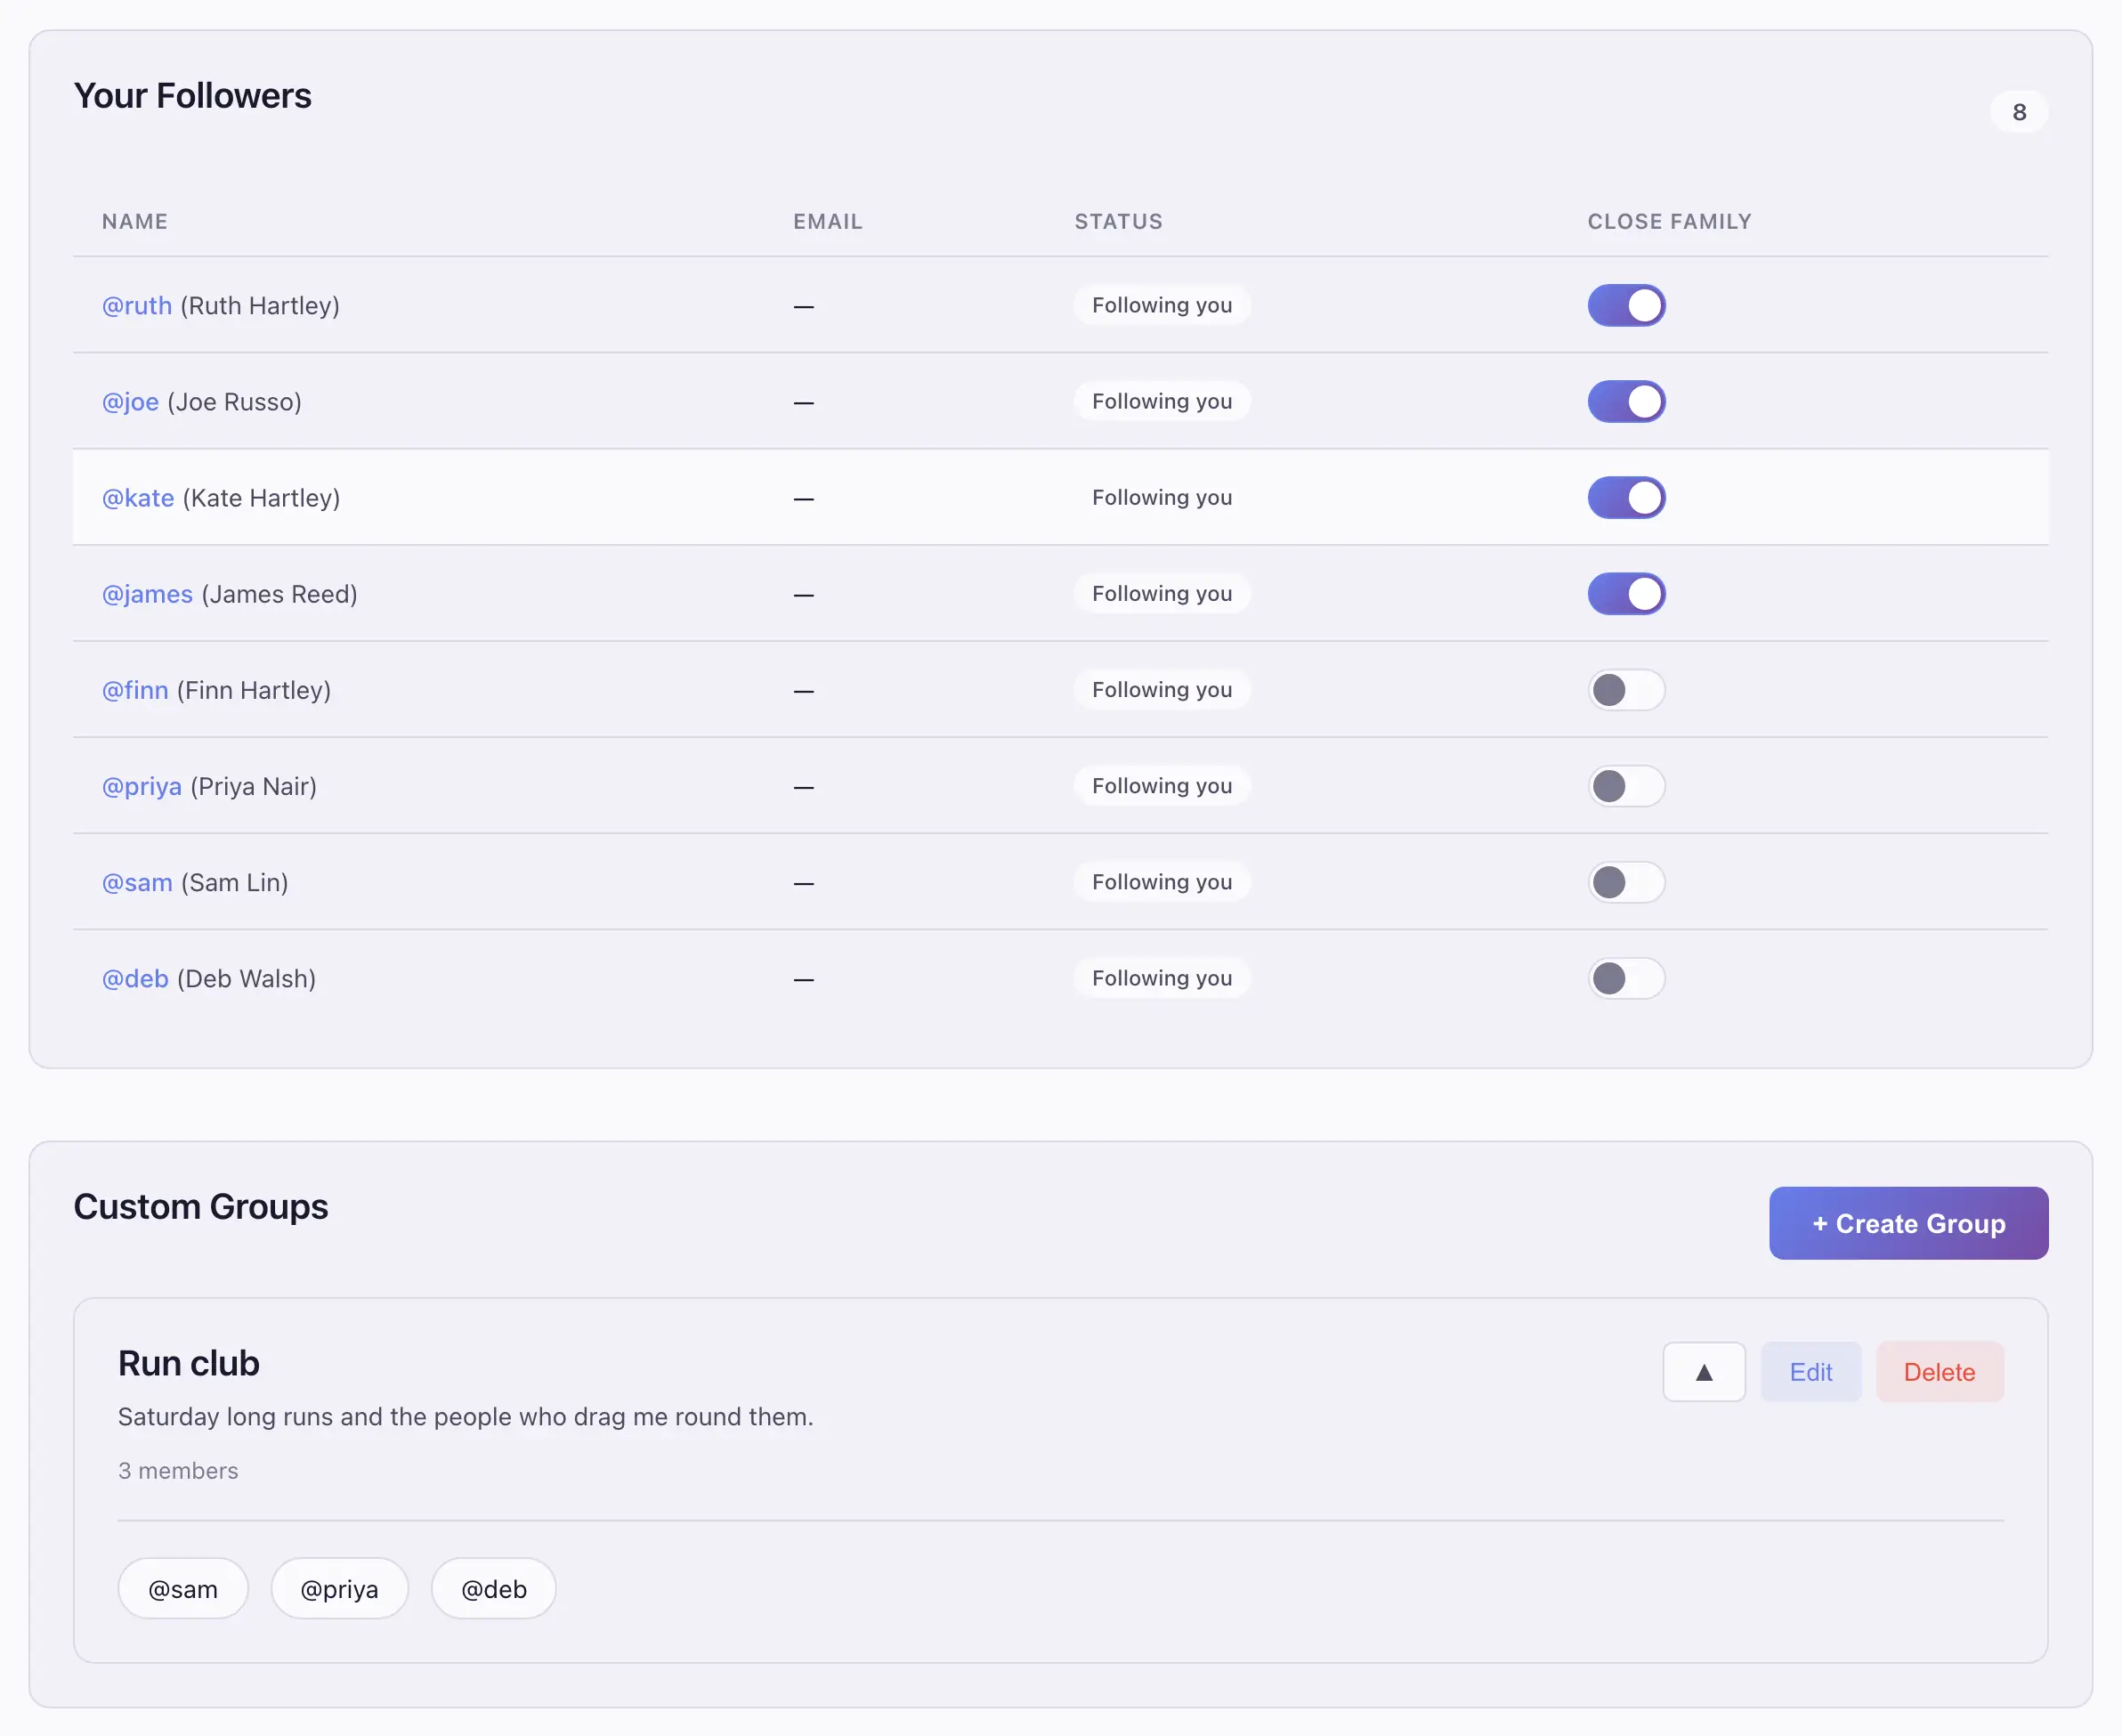 Your Followers
8
NAME EMAIL STATUS CLOSE FAMILY
@ruth (Ruth Hartley) — Following you
@joe (Joe Russo) — Following you
@kate (Kate Hartley) — Following you
@james (James Reed) — Following you
@finn (Finn Hartley) — Following you
@priya (Priya Nair) — Following you
@sam (Sam Lin) — Following you
@deb (Deb Walsh) — Following you
Custom Groups
+ Create Group
Run club
▲ Edit Delete
Saturday long runs and the people who drag me round them.
3 members
@sam @priya @deb